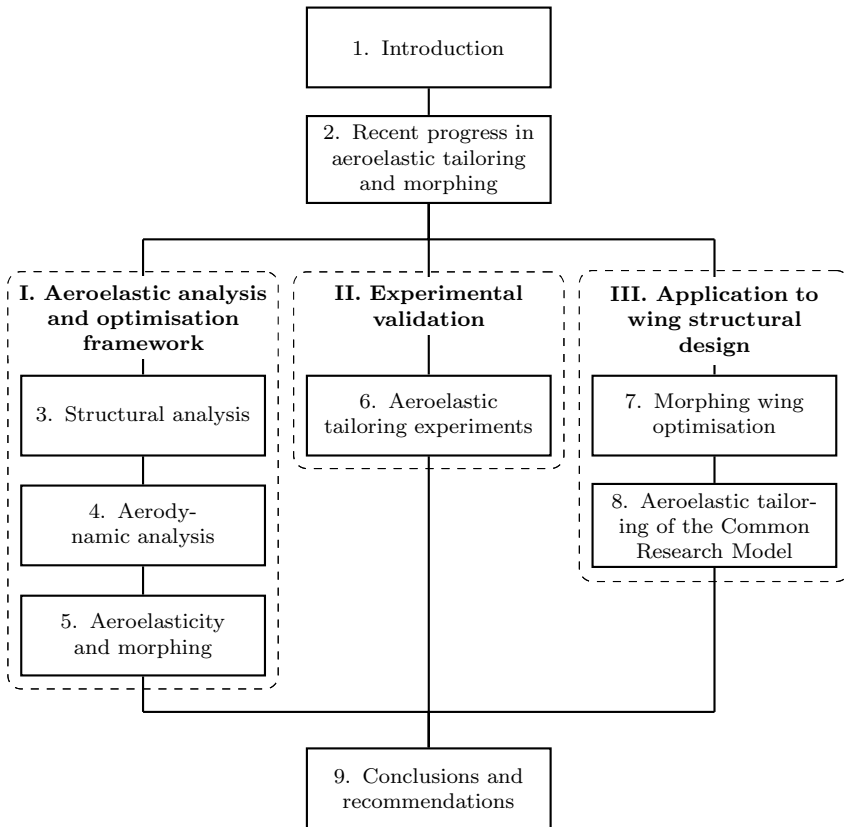 1. Introduction
2. Recent progress in
aeroelastic tailoring
and morphing
I. Aeroelastic analysis
and optimisation
framework
3. Structural analysis
4. Aerody-
namic analysis
5. Aeroelasticity
and morphing
II. Experimental
validation
6. Aeroelastic
tailoring experiments
III. Application to
wing structural
design
7. Morphing wing
optimisation
8. Aeroelastic tailor-
ing of the Common
Research Model
9. Conclusions and
recommendations